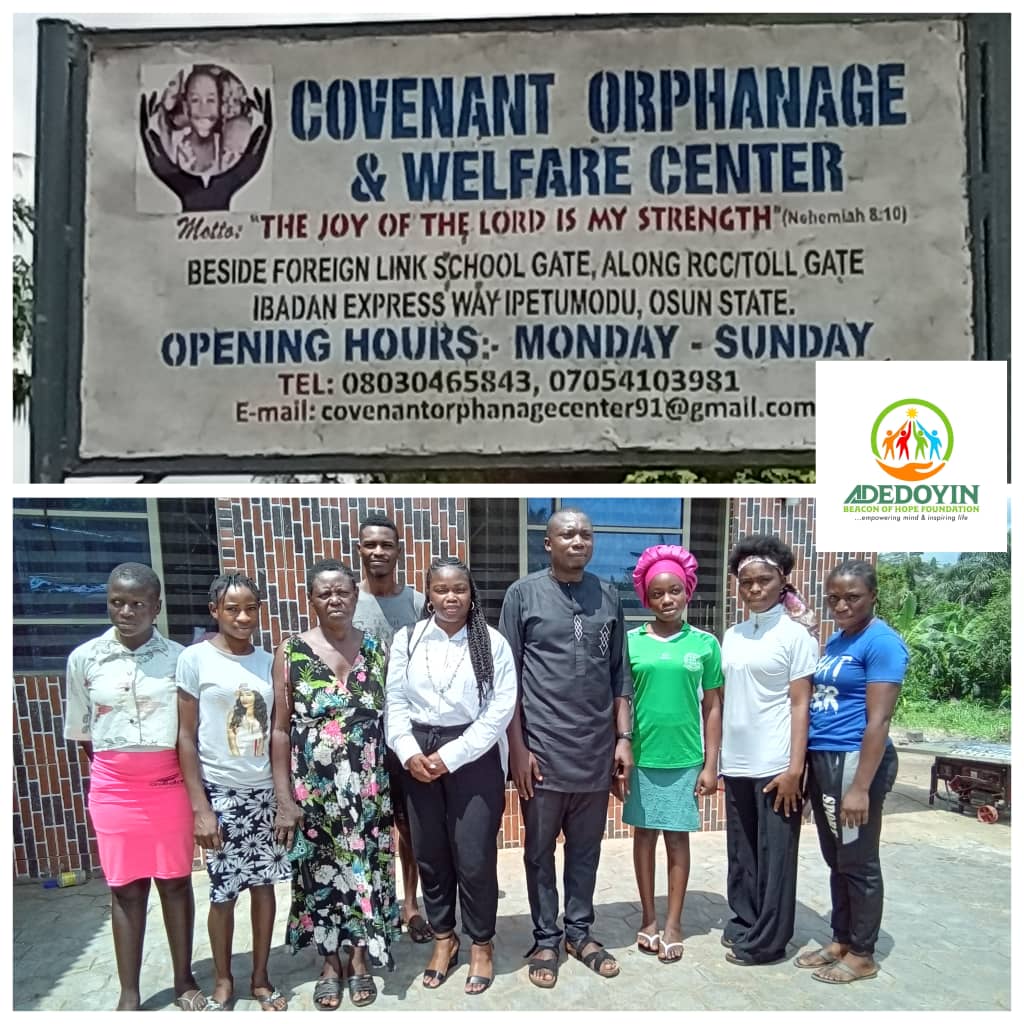 COVENANT ORPHANAGE
& WELFARE CENTER
Motto: "THE JOY OF THE LORD IS MY STRENGTH" (Nehemiah 8:10)
BESIDE FOREIGN LINK SCHOOL GATE, ALONG RCC/TOLL GATE
IBADAN EXPRESS WAY IPETUMODU, OSUN STATE.
OPENING HOURS:- MONDAY - SUNDAY
TEL: 08030465843, 07054103981
E-mail: covenantorphanagecenter91@gmail.com
ADEDOYIN
BEACON OF HOPE FOUNDATION
...empowering mind & inspiring life